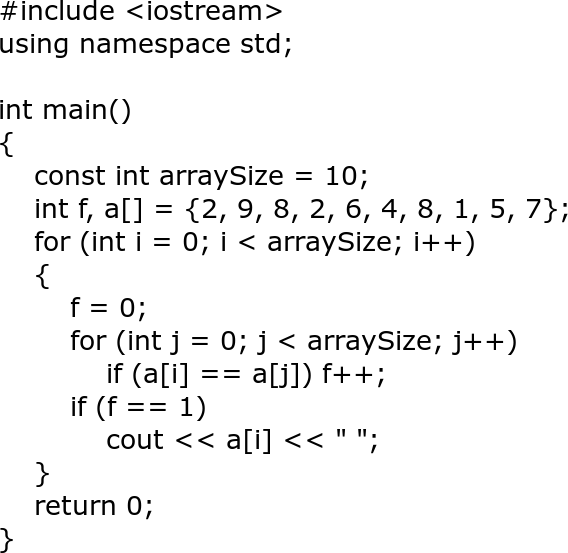 #include <iostream>
using namespace std;
int main()
{
const int arraySize = 10;
int f, a[] = {2, 9, 8, 2, 6, 4, 8, 1, 5, 7};
for (int i = 0; i < arraySize; i++)
{
f = 0;
for (int j = 0; j < arraySize; j++)
if (a[i] == a[j]) f++;
if (f == 1)
cout << a[i] << " ";
}
return 0;
}